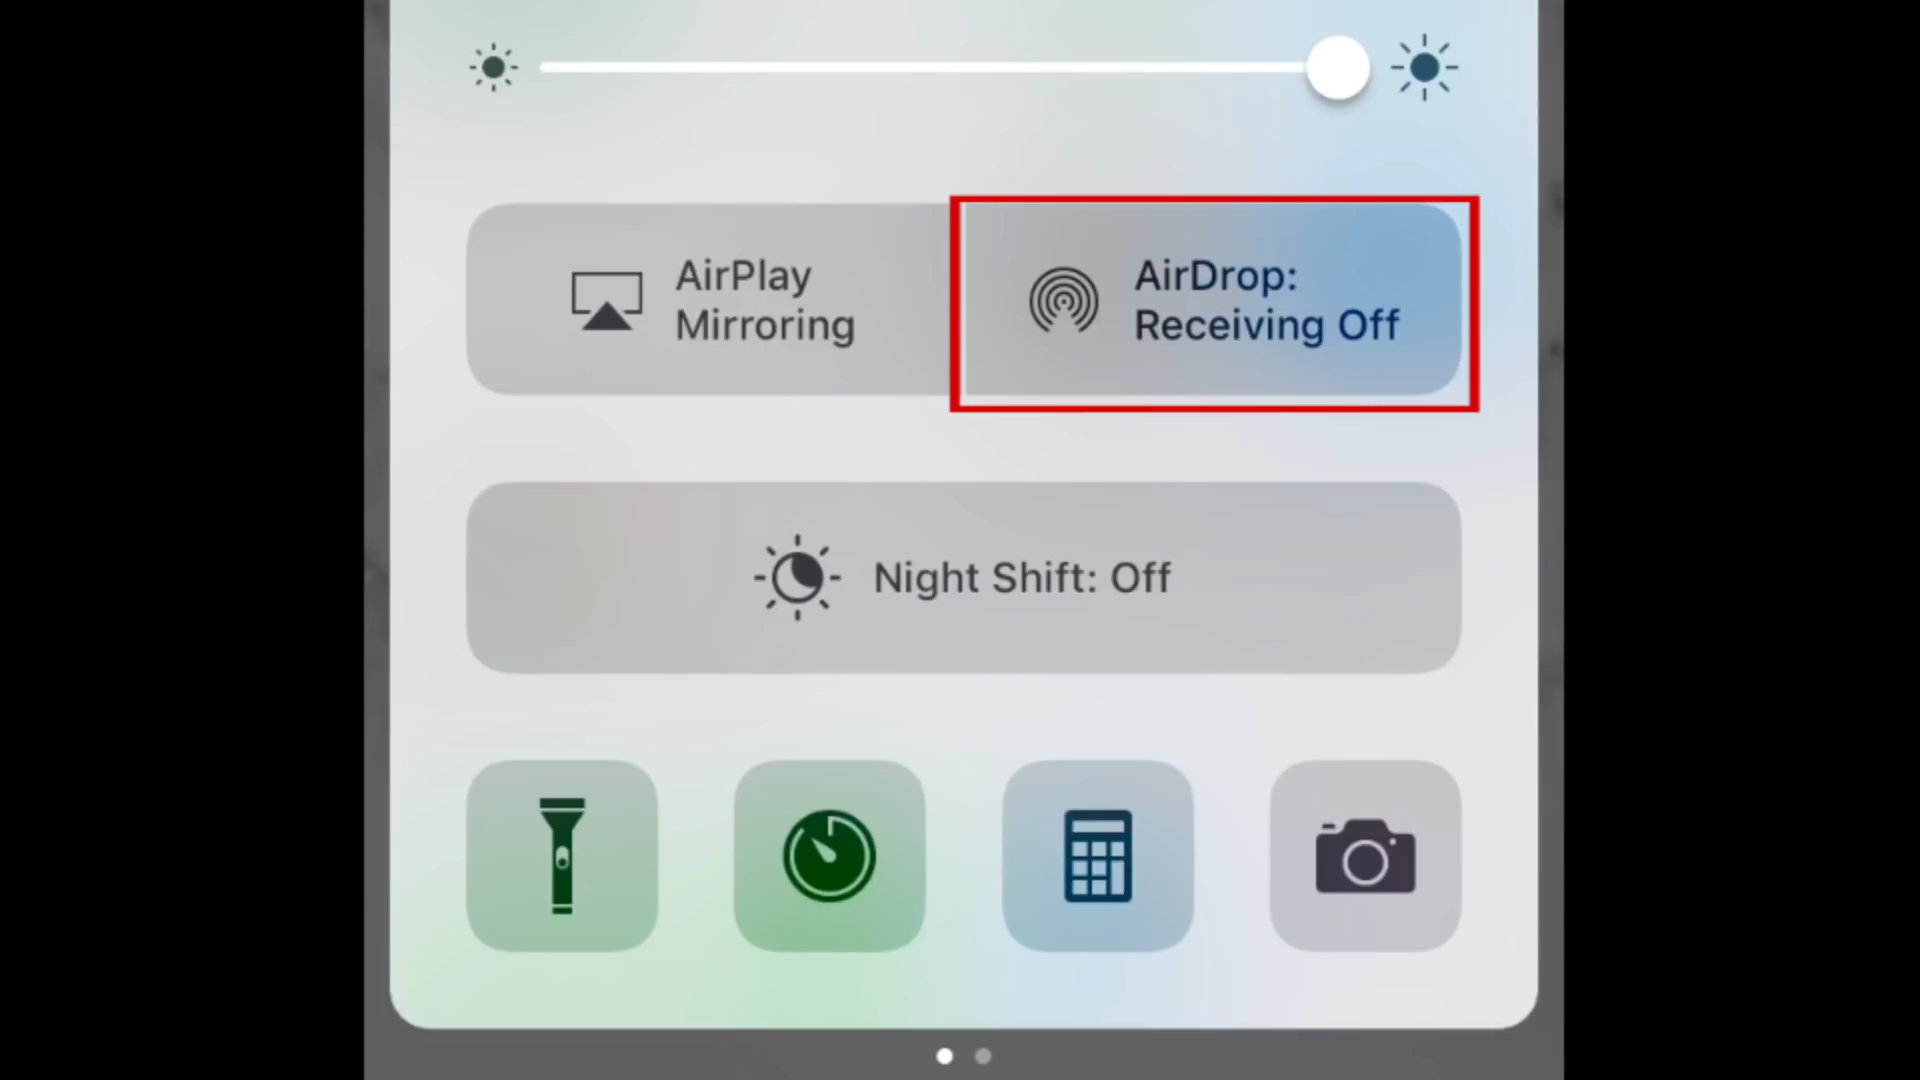 AirPlay
Mirroring
AirDrop:
Receiving Off
Night Shift: Off